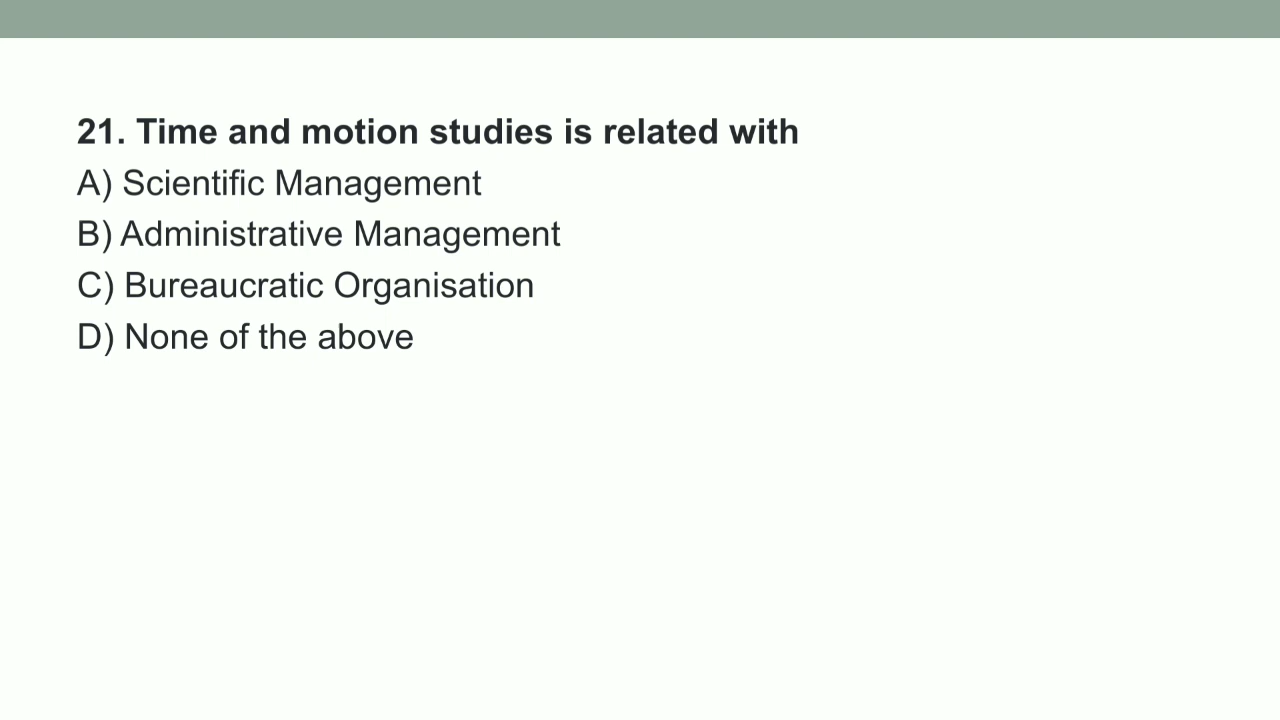 21. Time and motion studies is related with
A) Scientific Management
B) Administrative Management
C) Bureaucratic Organisation
D) None of the above